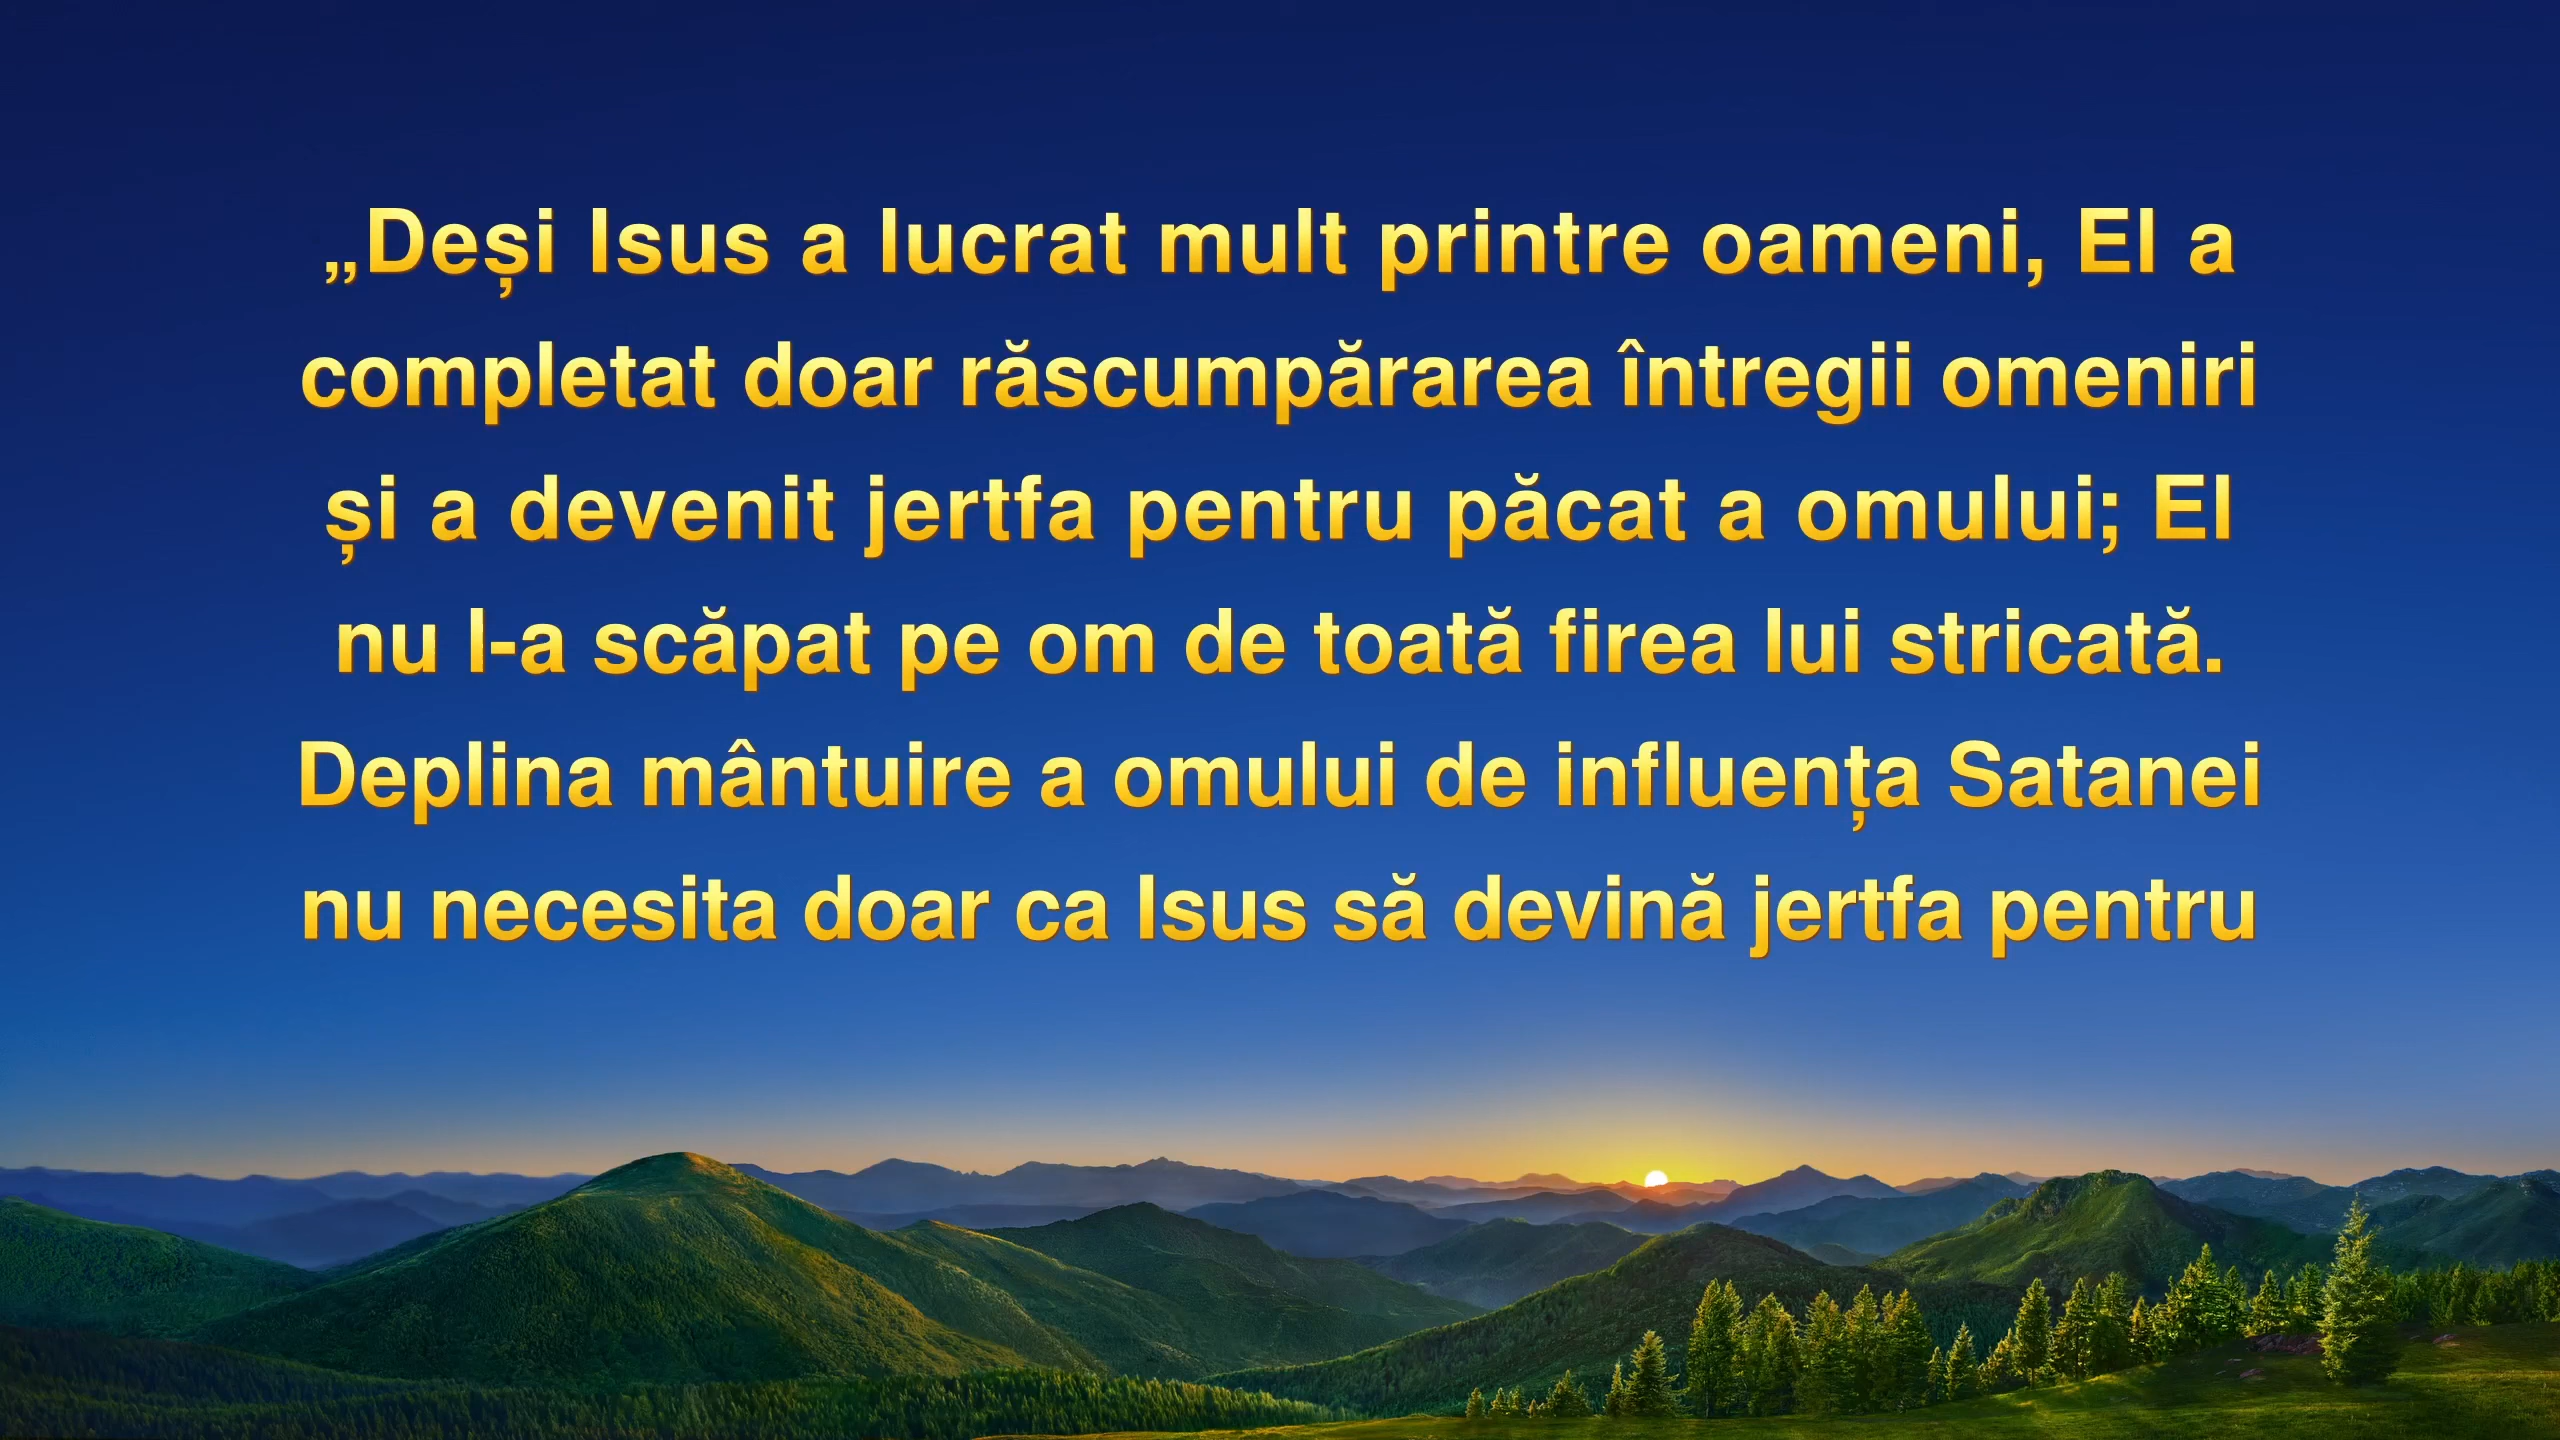 „Deși Isus a lucrat mult printre oameni, El a
completat doar răscumpărarea întregii omeniri
și a devenit jertfa pentru păcat a omului; El
nu l-a scăpat pe om de toată firea lui stricată.
Deplina mântuire a omului de influența Satanei
nu necesita doar ca Isus să devină jertfa pentru